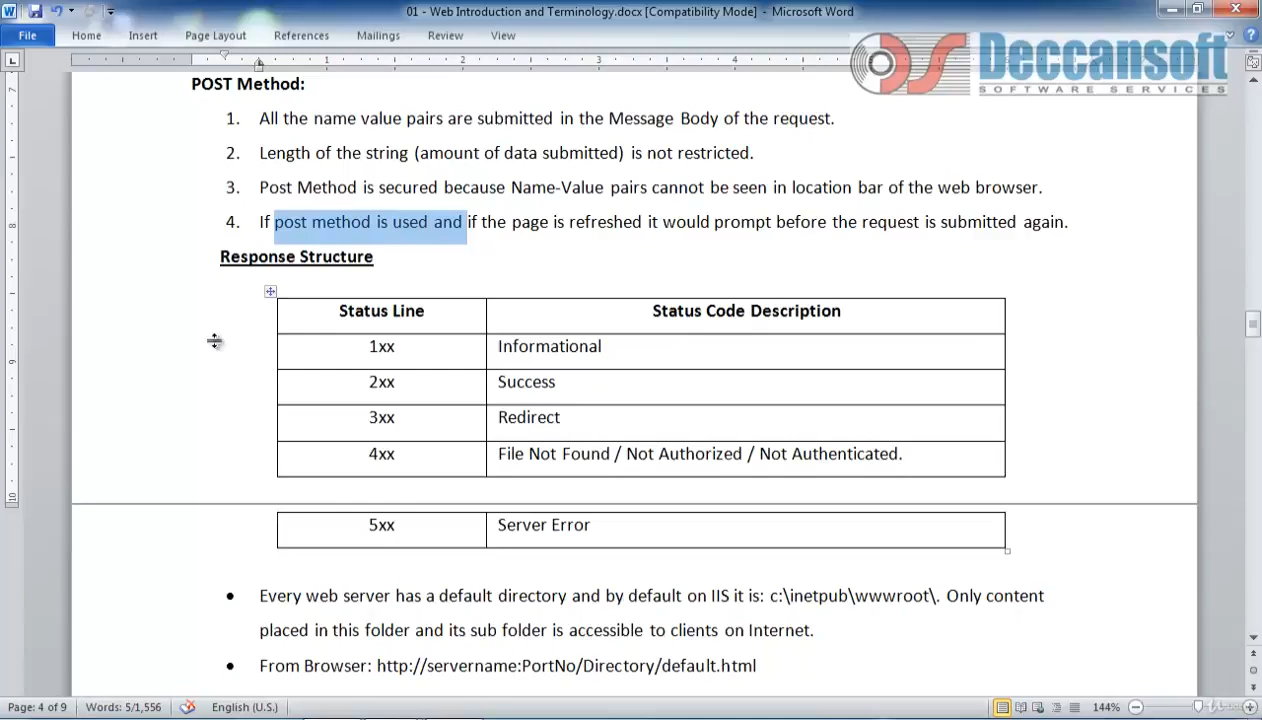 01 - Web Introduction and Terminology.docx [Compatibility Mode] - Microsoft Word
File Home Insert Page Layout References Mailings Review View
Deccansoft
SOFTWARE SERVICES
POST Method:
1. All the name value pairs are submitted in the Message Body of the request.
2. Length of the string (amount of data submitted) is not restricted.
3. Post Method is secured because Name-Value pairs cannot be seen in location bar of the web browser.
4. If post method is used and if the page is refreshed it would prompt before the request is submitted again.
Response Structure
Status Line Status Code Description
1xx Informational
2xx Success
3xx Redirect
4xx File Not Found / Not Authorized / Not Authenticated.
5xx Server Error
• Every web server has a default directory and by default on IIS it is: c:\inetpub\wwwroot\. Only content
placed in this folder and its sub folder is accessible to clients on Internet.
• From Browser: http://servername:PortNo/Directory/default.html
Page: 4 of 9 Words: 5/1,556 English (U.S.) 144%